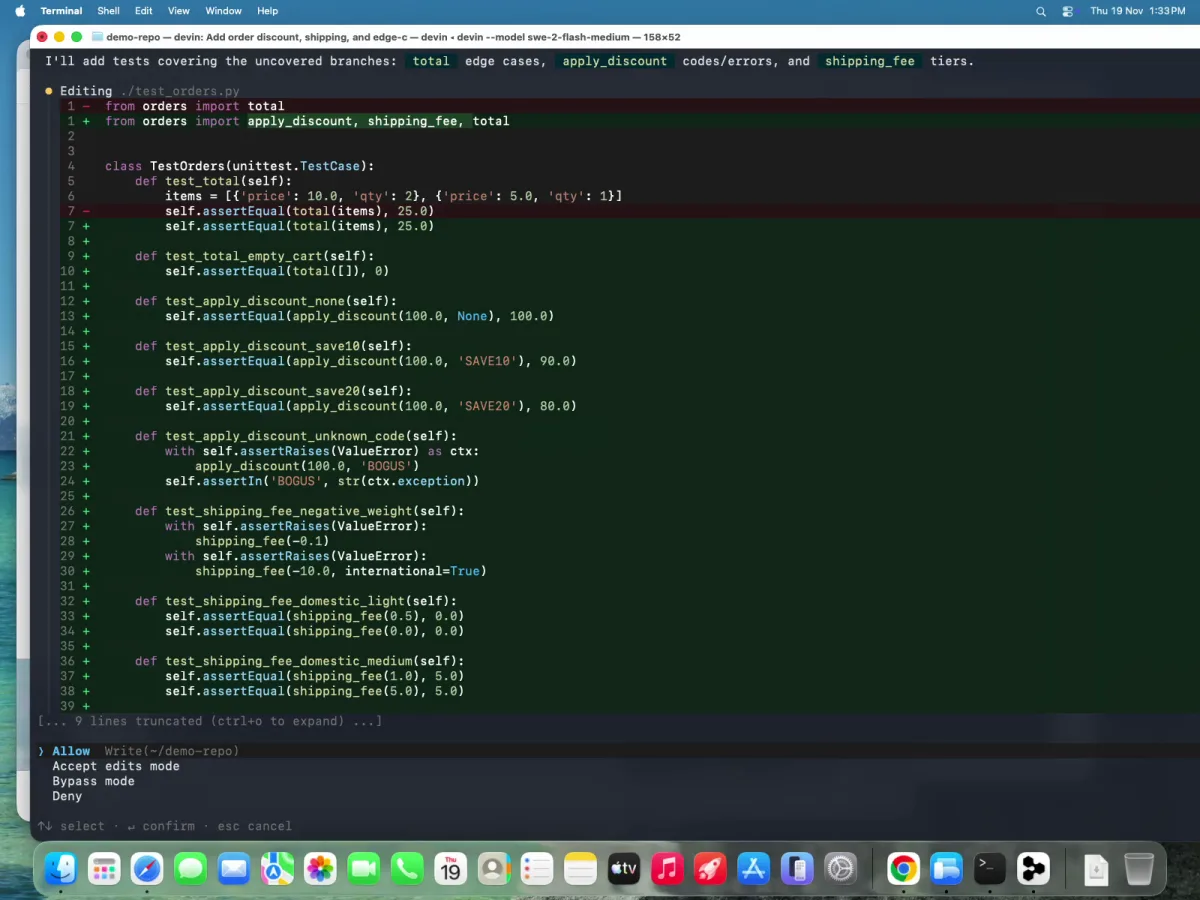 Terminal Shell Edit View Window Help Thu 19 Nov 1:33 PM
demo-repo — devin: Add order discount, shipping, and edge-c — devin ◂ devin --model swe-2-flash-medium — 158×52
I'll add tests covering the uncovered branches: total edge cases, apply_discount codes/errors, and shipping_fee tiers.
● Editing ./test_orders.py
1 - from orders import total
1 + from orders import apply_discount, shipping_fee, total
2
3
4 class TestOrders(unittest.TestCase):
5     def test_total(self):
6         items = [{'price': 10.0, 'qty': 2}, {'price': 5.0, 'qty': 1}]
7 -         self.assertEqual(total(items), 25.0)
7 +         self.assertEqual(total(items), 25.0)
8 +
9 +     def test_total_empty_cart(self):
10 +         self.assertEqual(total([]), 0)
11 +
12 +     def test_apply_discount_none(self):
13 +         self.assertEqual(apply_discount(100.0, None), 100.0)
14 +
15 +     def test_apply_discount_save10(self):
16 +         self.assertEqual(apply_discount(100.0, 'SAVE10'), 90.0)
17 +
18 +     def test_apply_discount_save20(self):
19 +         self.assertEqual(apply_discount(100.0, 'SAVE20'), 80.0)
20 +
21 +     def test_apply_discount_unknown_code(self):
22 +         with self.assertRaises(ValueError) as ctx:
23 +             apply_discount(100.0, 'BOGUS')
24 +         self.assertIn('BOGUS', str(ctx.exception))
25 +
26 +     def test_shipping_fee_negative_weight(self):
27 +         with self.assertRaises(ValueError):
28 +             shipping_fee(-0.1)
29 +         with self.assertRaises(ValueError):
30 +             shipping_fee(-10.0, international=True)
31 +
32 +     def test_shipping_fee_domestic_light(self):
33 +         self.assertEqual(shipping_fee(0.5), 0.0)
34 +         self.assertEqual(shipping_fee(0.0), 0.0)
35 +
36 +     def test_shipping_fee_domestic_medium(self):
37 +         self.assertEqual(shipping_fee(1.0), 5.0)
38 +         self.assertEqual(shipping_fee(5.0), 5.0)
39 +
[... 9 lines truncated (ctrl+o to expand) ...]
❯ Allow Write(~/demo-repo)
Accept edits mode
Bypass mode
Deny
↑↓ select · ↵ confirm · esc cancel
Thu
19
tv